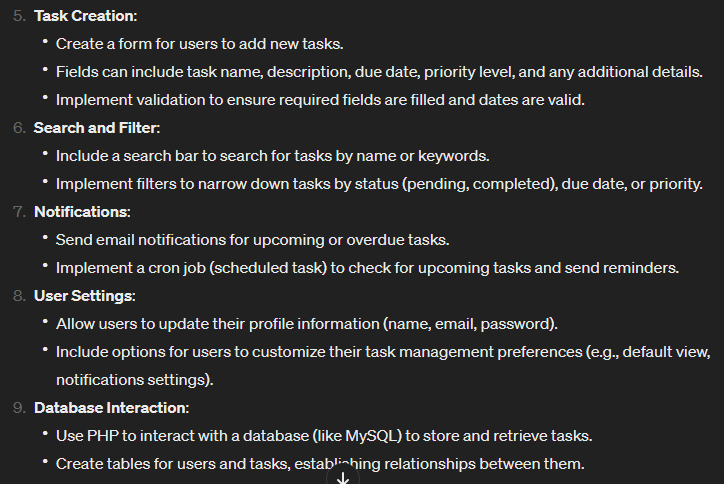 5. Task Creation:
• Create a form for users to add new tasks.
• Fields can include task name, description, due date, priority level, and any additional details.
• Implement validation to ensure required fields are filled and dates are valid.
6. Search and Filter:
• Include a search bar to search for tasks by name or keywords.
• Implement filters to narrow down tasks by status (pending, completed), due date, or priority.
7. Notifications:
• Send email notifications for upcoming or overdue tasks.
• Implement a cron job (scheduled task) to check for upcoming tasks and send reminders.
8. User Settings:
• Allow users to update their profile information (name, email, password).
• Include options for users to customize their task management preferences (e.g., default view,
notifications settings).
9. Database Interaction:
• Use PHP to interact with a database (like MySQL) to store and retrieve tasks.
• Create tables for users and tasks, establishing relationships between them.